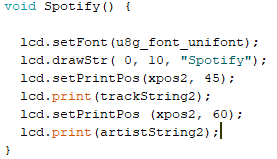 void Spotify() {
lcd.setFont(u8g_font_unifont);
lcd.drawStr( 0, 10, "Spotify");
lcd.setPrintPos(xpos2, 45);
lcd.print(trackString2);
lcd.setPrintPos (xpos2, 60);
lcd.print(artistString2);
}